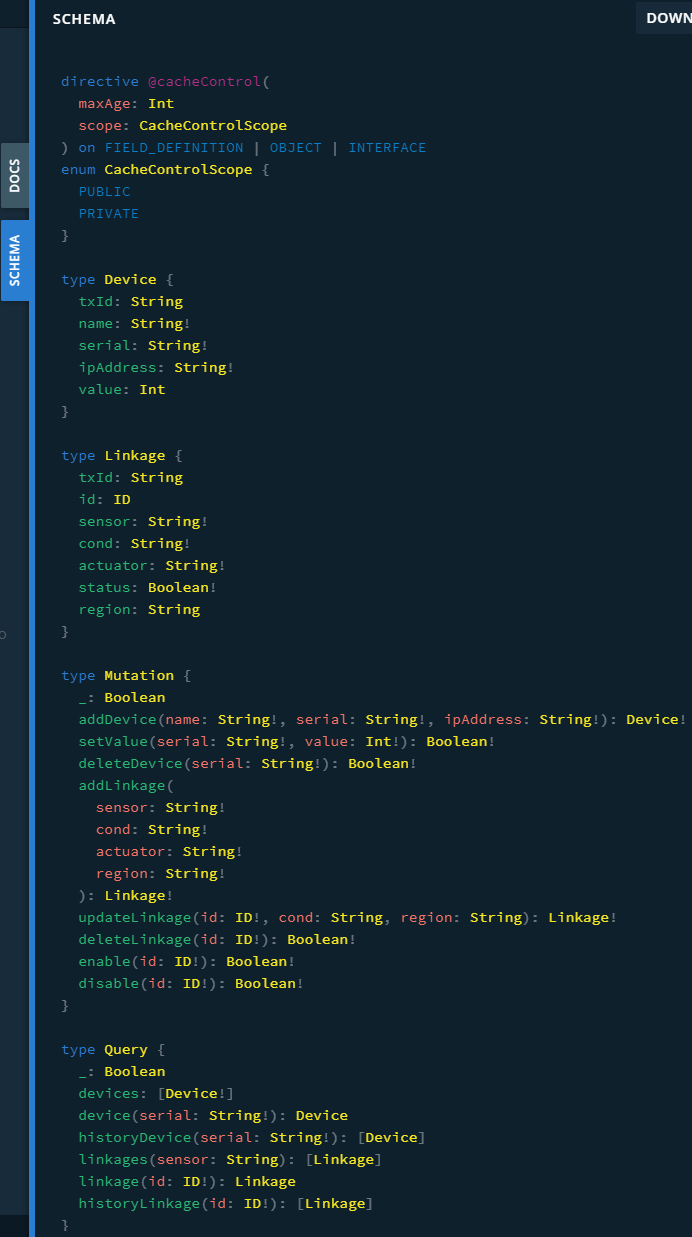 SCHEMA
DOWN
directive @cacheControl(
maxAge: Int
scope: CacheControlScope
) on FIELD_DEFINITION | OBJECT | INTERFACE
enum CacheControlScope {
PUBLIC
PRIVATE
}
DOCS
SCHEMA
type Device {
txId: String
name: String!
serial: String!
ipAddress: String!
value: Int
}
type Linkage {
txId: String
id: ID
sensor: String!
cond: String!
actuator: String!
status: Boolean!
region: String
}
type Mutation {
_: Boolean
addDevice(name: String!, serial: String!, ipAddress: String!): Device!
setValue(serial: String!, value: Int!): Boolean!
deleteDevice(serial: String!): Boolean!
addLinkage(
sensor: String!
cond: String!
actuator: String!
region: String!
): Linkage!
updateLinkage(id: ID!, cond: String, region: String): Linkage!
deleteLinkage(id: ID!): Boolean!
enable(id: ID!): Boolean!
disable(id: ID!): Boolean!
}
type Query {
_: Boolean
devices: [Device!]
device(serial: String!): Device
historyDevice(serial: String!): [Device]
linkages(sensor: String): [Linkage]
linkage(id: ID!): Linkage
historyLinkage(id: ID!): [Linkage]
}